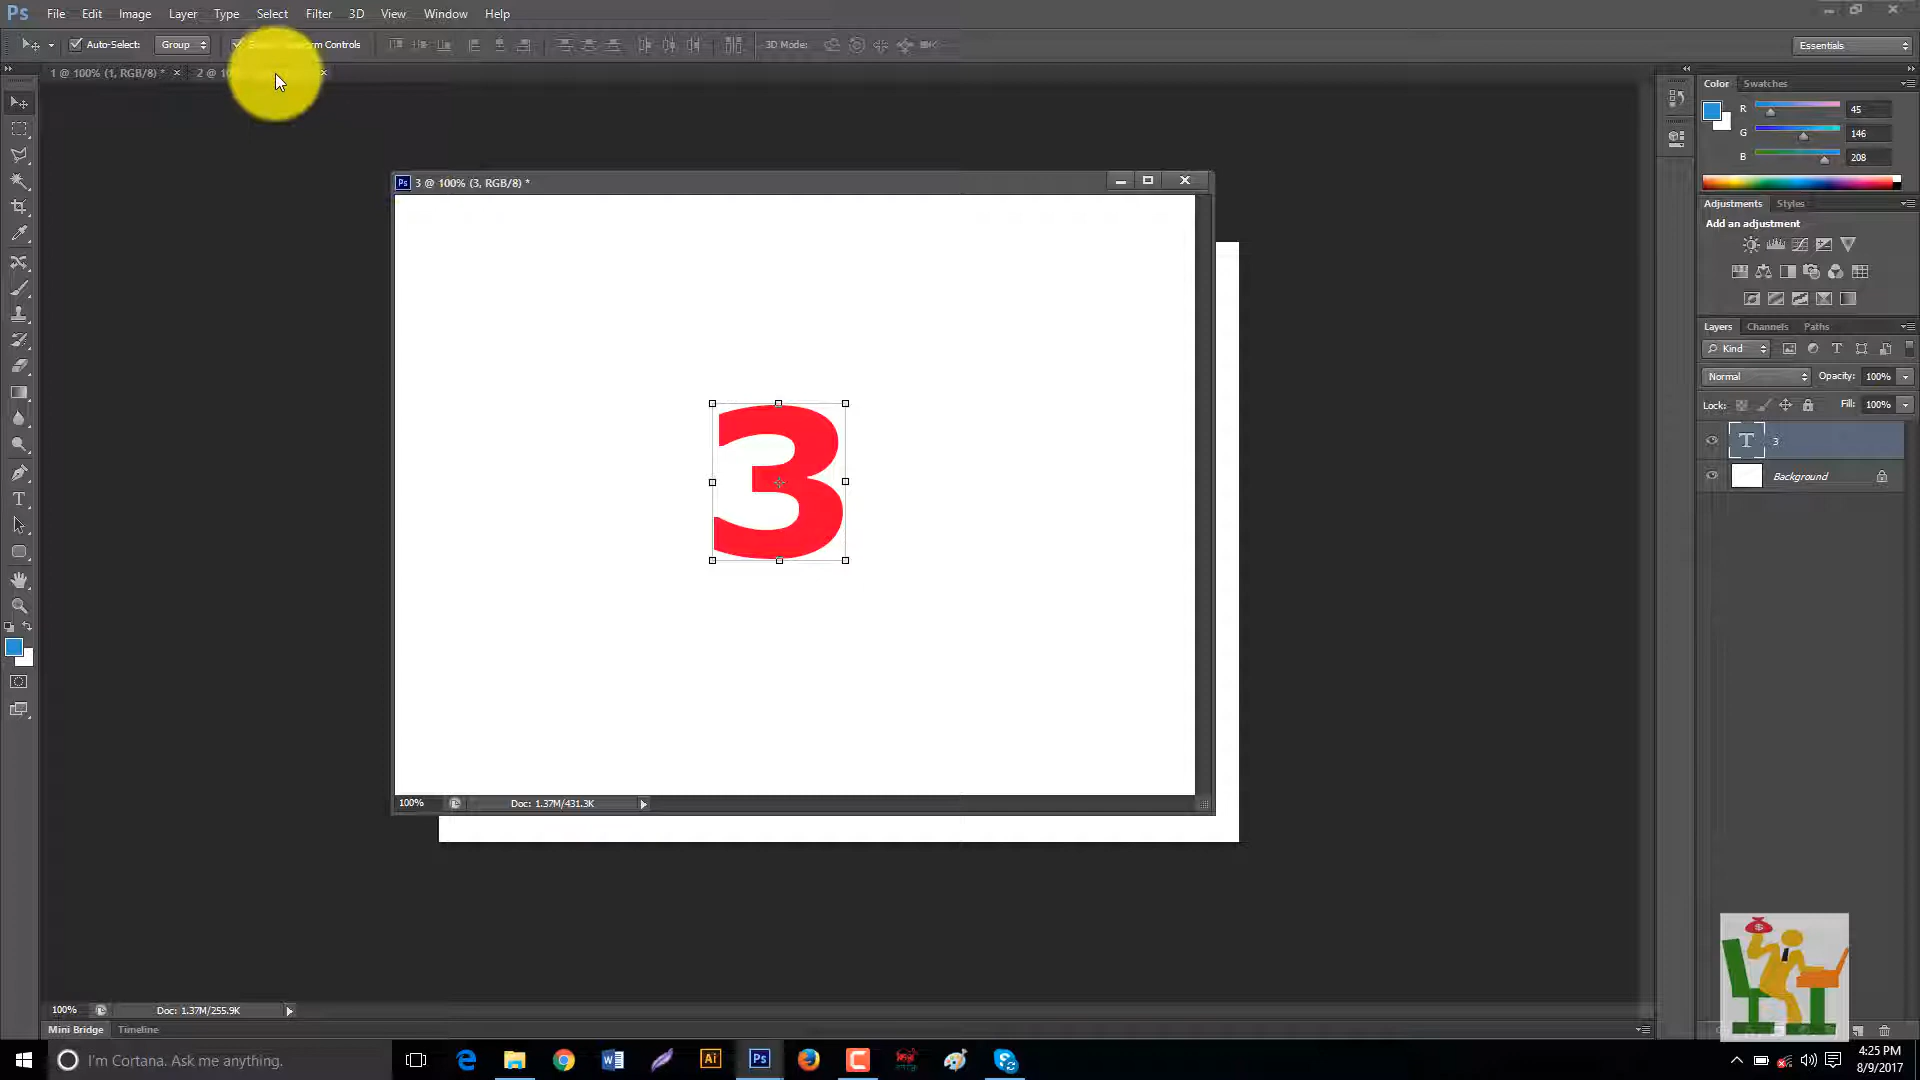 Ps File Edit Image Layer Type Select Filter 3D View Window Help
Auto-Select: Group Controls 3D Mode: Essentials
1 @ 100% (1, RGB/8) * × 2 @ ×
Color Swatches
R 45
G 146
B 208
Adjustments Styles
Add an adjustment
Layers Channels Paths
Kind
Normal Opacity: 100%
Lock: Fill: 100%
T 3
Background
Ps 3 @ 100% (3, RGB/8) *
3
100% Doc: 1.37M/431.3K
100% Doc: 1.37M/255.9K
Mini Bridge Timeline
I'm Cortana. Ask me anything.
Ai Ps
4:25 PM
8/9/2017